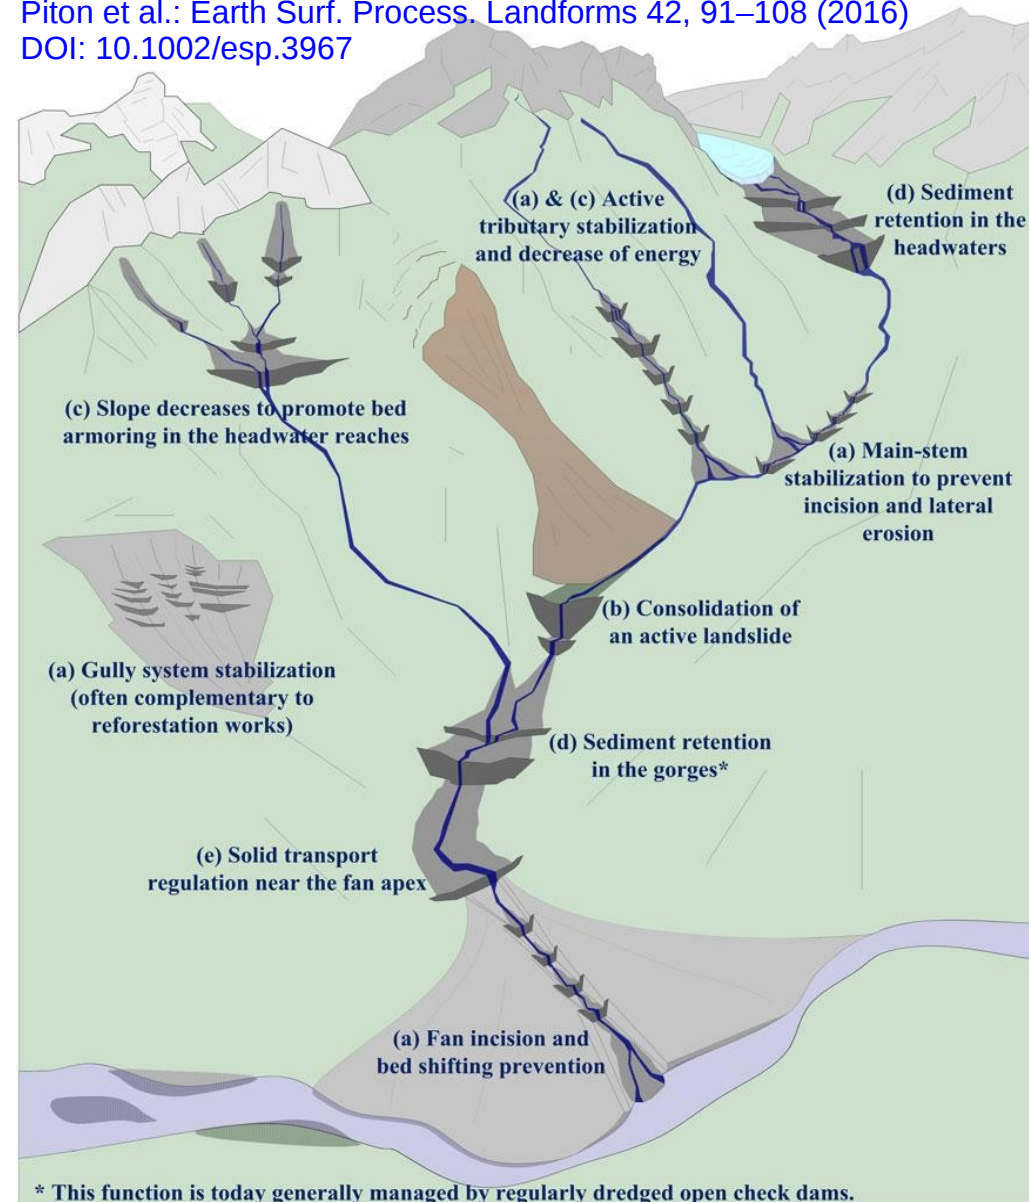 Piton et al.: Earth Surf. Process. Landforms 42, 91–108 (2016)
DOI: 10.1002/esp.3967
(a) & (c) Active
tributary stabilization
and decrease of energy
(d) Sediment
retention in the
headwaters
(c) Slope decreases to promote bed
armoring in the headwater reaches
(a) Main-stem
stabilization to prevent
incision and lateral
erosion
(b) Consolidation of
an active landslide
(a) Gully system stabilization
(often complementary to
reforestation works)
(d) Sediment retention
in the gorges*
(e) Solid transport
regulation near the fan apex
(a) Fan incision and
bed shifting prevention
* This function is today generally managed by regularly dredged open check dams.